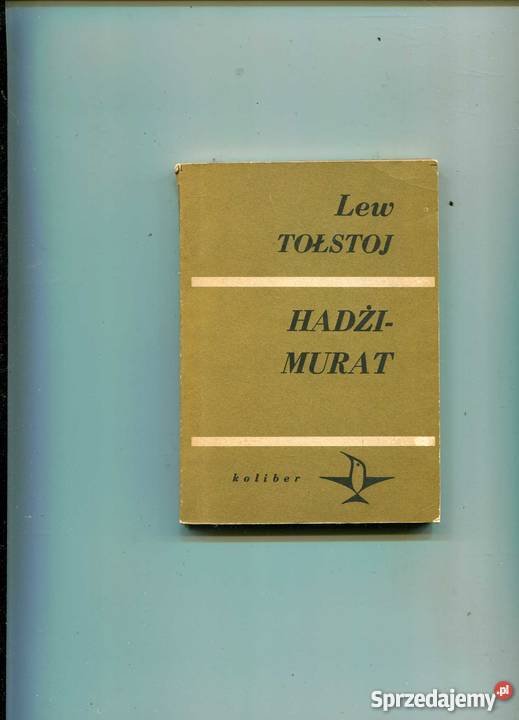 Lew
TOŁSTOJ
HADŻI-
MURAT
koliber
Sprzedajemy.pl